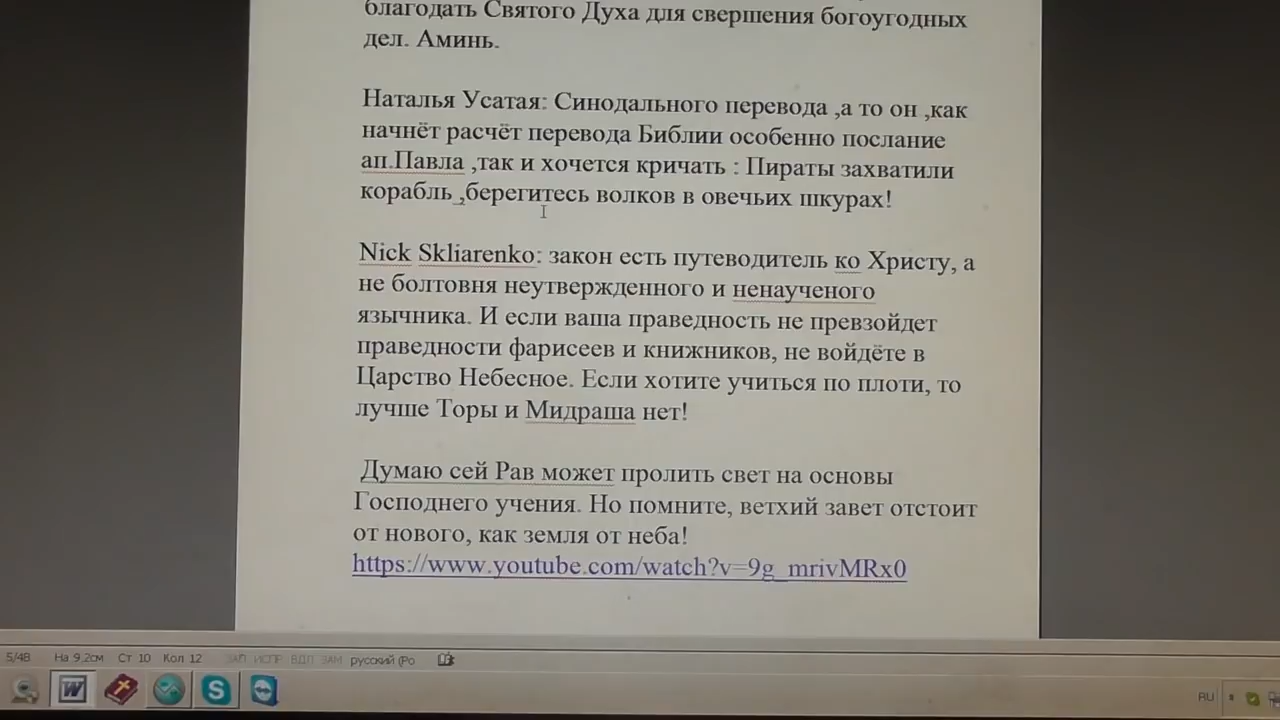 благодать Святого Духа для свершения богоугодных
дел. Аминь.
Наталья Усатая: Синодального перевода ,а то он ,как
начнёт расчёт перевода Библии особенно послание
ап.Павла ,так и хочется кричать : Пираты захватили
корабль ,берегитесь волков в овечьих шкурах!
Nick Skliarenko: закон есть путеводитель ко Христу, а
не болтовня неутвержденного и ненаученого
язычника. И если ваша праведность не превзойдет
праведности фарисеев и книжников, не войдёте в
Царство Небесное. Если хотите учиться по плоти, то
лучше Торы и Мидраша нет!
Думаю сей Рав может пролить свет на основы
Господнего учения. Но помните, ветхий завет отстоит
от нового, как земля от неба!
https://www.youtube.com/watch?v=9g_mrivMRx0
5/48 На 9.2см Ст 10 Кол 12 ЗАП ИСПР ВДЛ ЗАМ русский (Ро
W S RU